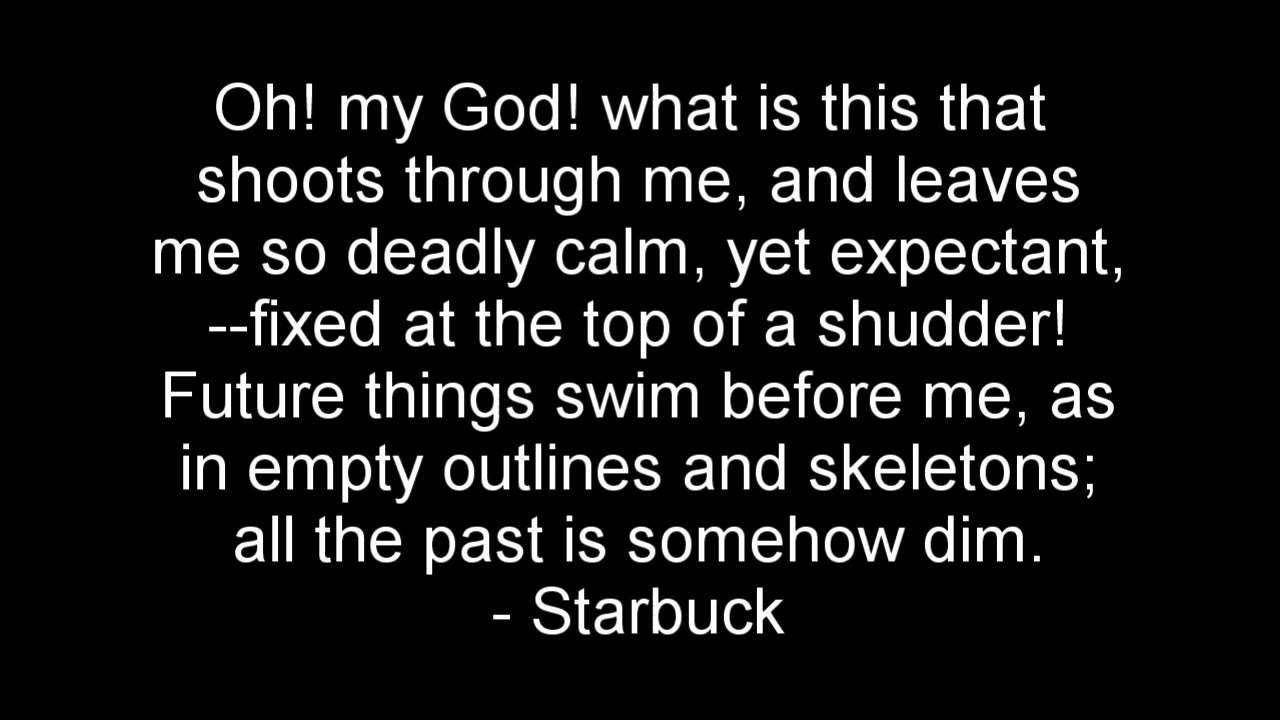 Oh! my God! what is this that
shoots through me, and leaves
me so deadly calm, yet expectant,
--fixed at the top of a shudder!
Future things swim before me, as
in empty outlines and skeletons;
all the past is somehow dim.
- Starbuck